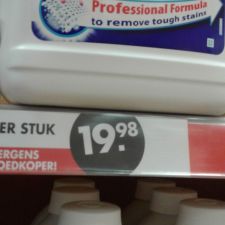 Professional Formula
to remove tough stains
ER STUK
19.98
ERGENS
OEDKOPER!